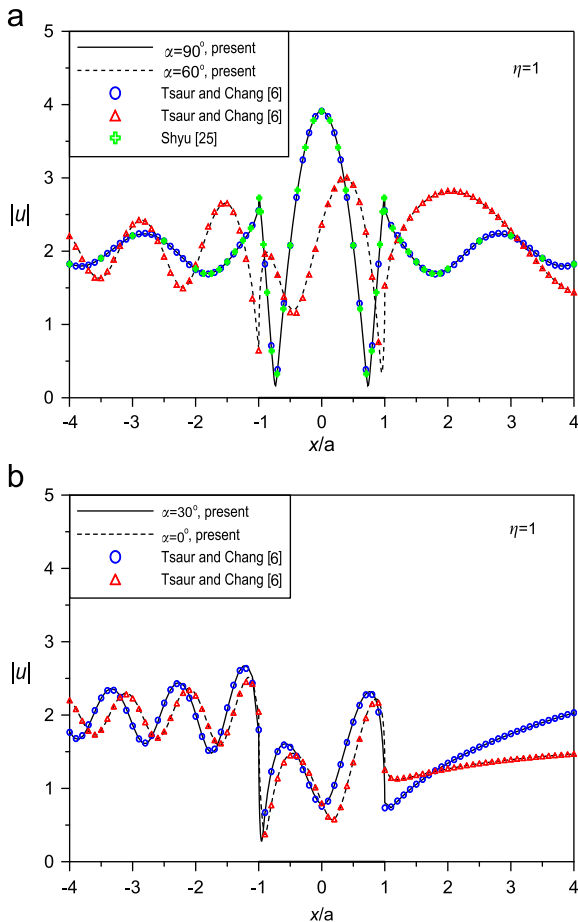 a
α=90°, present
α=60°, present
Tsaur and Chang [6]
Tsaur and Chang [6]
Shyu [25]
η=1
5
4
3
2
1
0
|u|
-4 -3 -2 -1 0 1 2 3 4
x/a
b
α=30°, present
α=0°, present
Tsaur and Chang [6]
Tsaur and Chang [6]
η=1
5
4
3
2
1
0
|u|
-4 -3 -2 -1 0 1 2 3 4
x/a